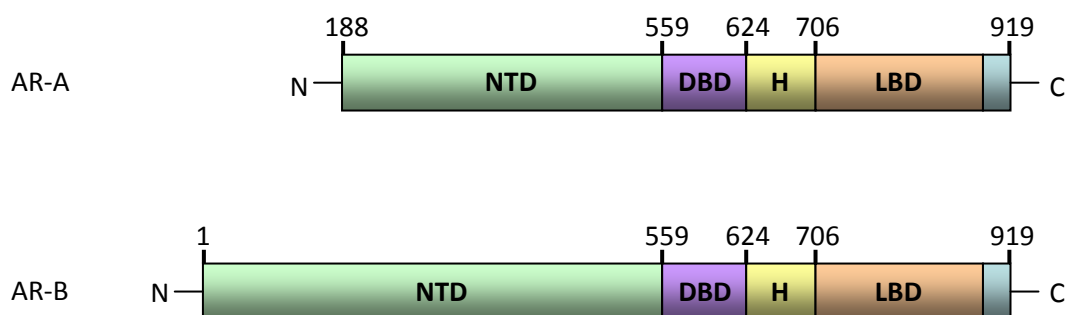 188 559 624 706 919
AR-A N NTD DBD H LBD C
1 559 624 706 919
AR-B N NTD DBD H LBD C